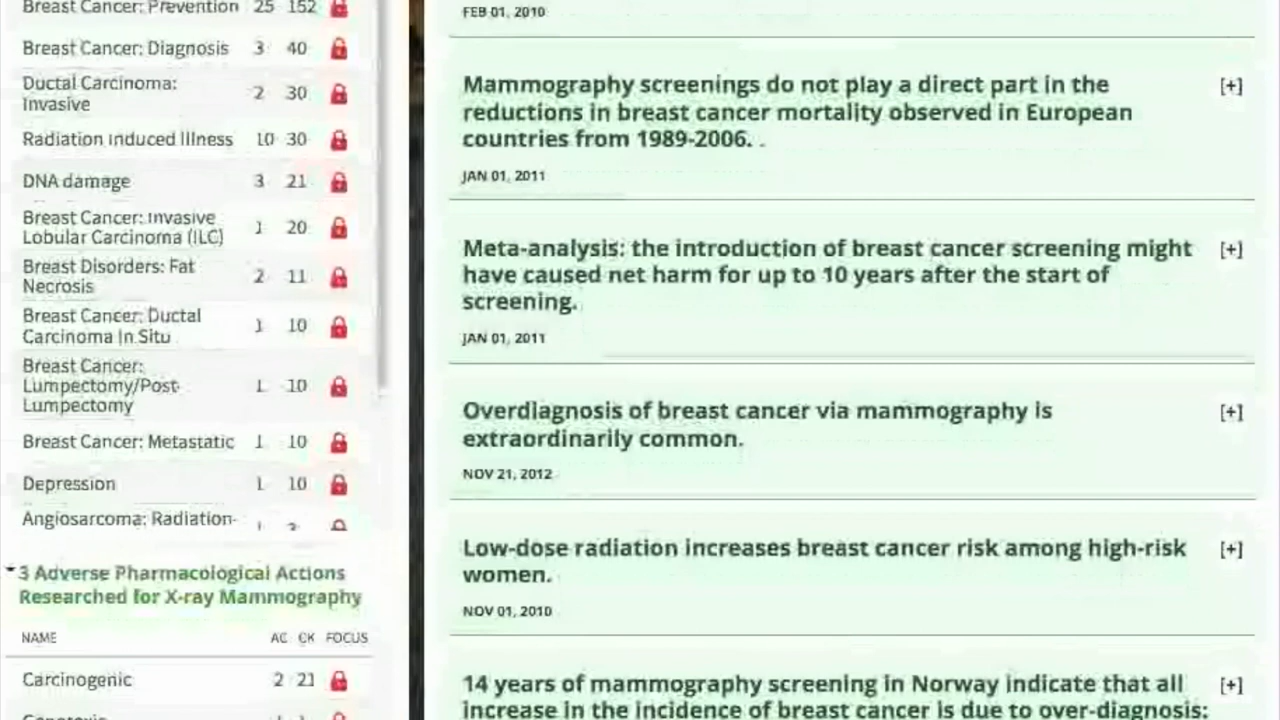 Breast Cancer: Prevention 25 152
Breast Cancer: Diagnosis 3 40
Ductal Carcinoma:
Invasive 2 30
Radiation Induced Illness 10 30
DNA damage 3 21
Breast Cancer: Invasive
Lobular Carcinoma (ILC) 1 20
Breast Disorders: Fat
Necrosis 2 11
Breast Cancer: Ductal
Carcinoma In Situ 1 10
Breast Cancer:
Lumpectomy/Post-
Lumpectomy 1 10
Breast Cancer: Metastatic 1 10
Depression 1 10
Angiosarcoma: Radiation-
3 Adverse Pharmacological Actions
Researched for X-ray Mammography
NAME AC CK FOCUS
Carcinogenic 2 21
FEB 01, 2010
Mammography screenings do not play a direct part in the [+]
reductions in breast cancer mortality observed in European
countries from 1989-2006. .
JAN 01, 2011
Meta-analysis: the introduction of breast cancer screening might [+]
have caused net harm for up to 10 years after the start of
screening.
JAN 01, 2011
Overdiagnosis of breast cancer via mammography is [+]
extraordinarily common.
NOV 21, 2012
Low-dose radiation increases breast cancer risk among high-risk [+]
women.
NOV 01, 2010
14 years of mammography screening in Norway indicate that all [+]
increase in the incidence of breast cancer is due to over-diagnosis: